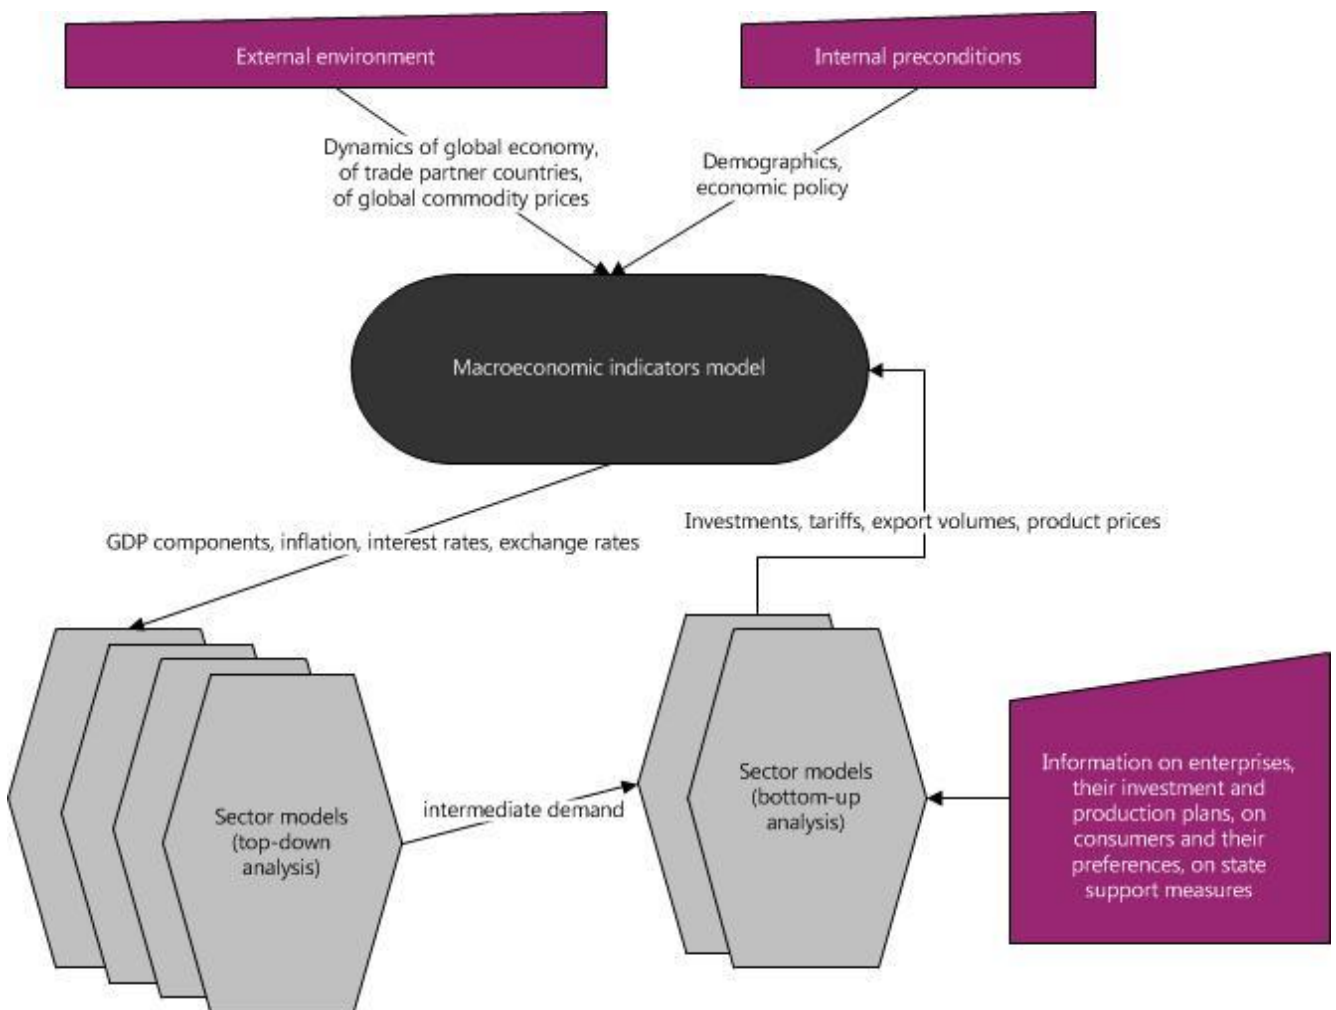 External environment
Internal preconditions
Dynamics of global economy,
of trade partner countries,
of global commodity prices
Demographics,
economic policy
Macroeconomic indicators model
GDP components, inflation, interest rates, exchange rates
Investments, tariffs, export volumes, product prices
Sector models
(top-down
analysis)
intermediate demand
Sector models
(bottom-up
analysis)
Information on enterprises,
their investment and
production plans, on
consumers and their
preferences, on state
support measures